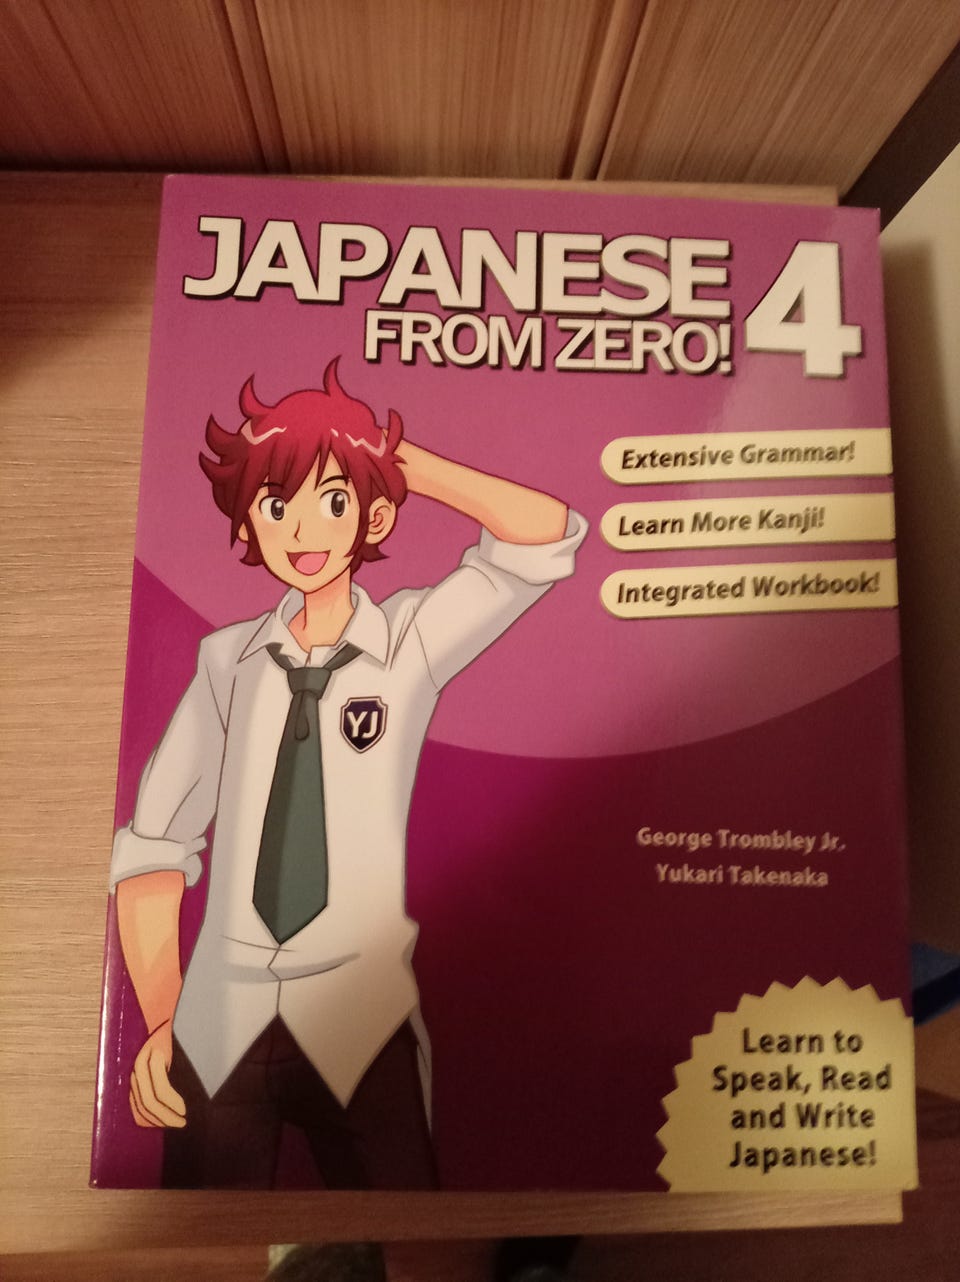 JAPANESE
FROM ZERO! 4
Extensive Grammar!
Learn More Kanji!
Integrated Workbook!
YJ
George Trombley Jr.
Yukari Takenaka
Learn to
Speak, Read
and Write
Japanese!